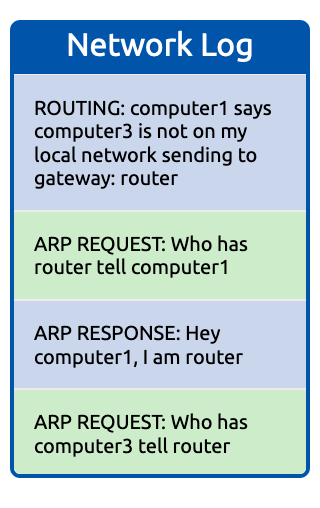 Network Log
ROUTING: computer1 says
computer3 is not on my
local network sending to
gateway: router
ARP REQUEST: Who has
router tell computer1
ARP RESPONSE: Hey
computer1, I am router
ARP REQUEST: Who has
computer3 tell router